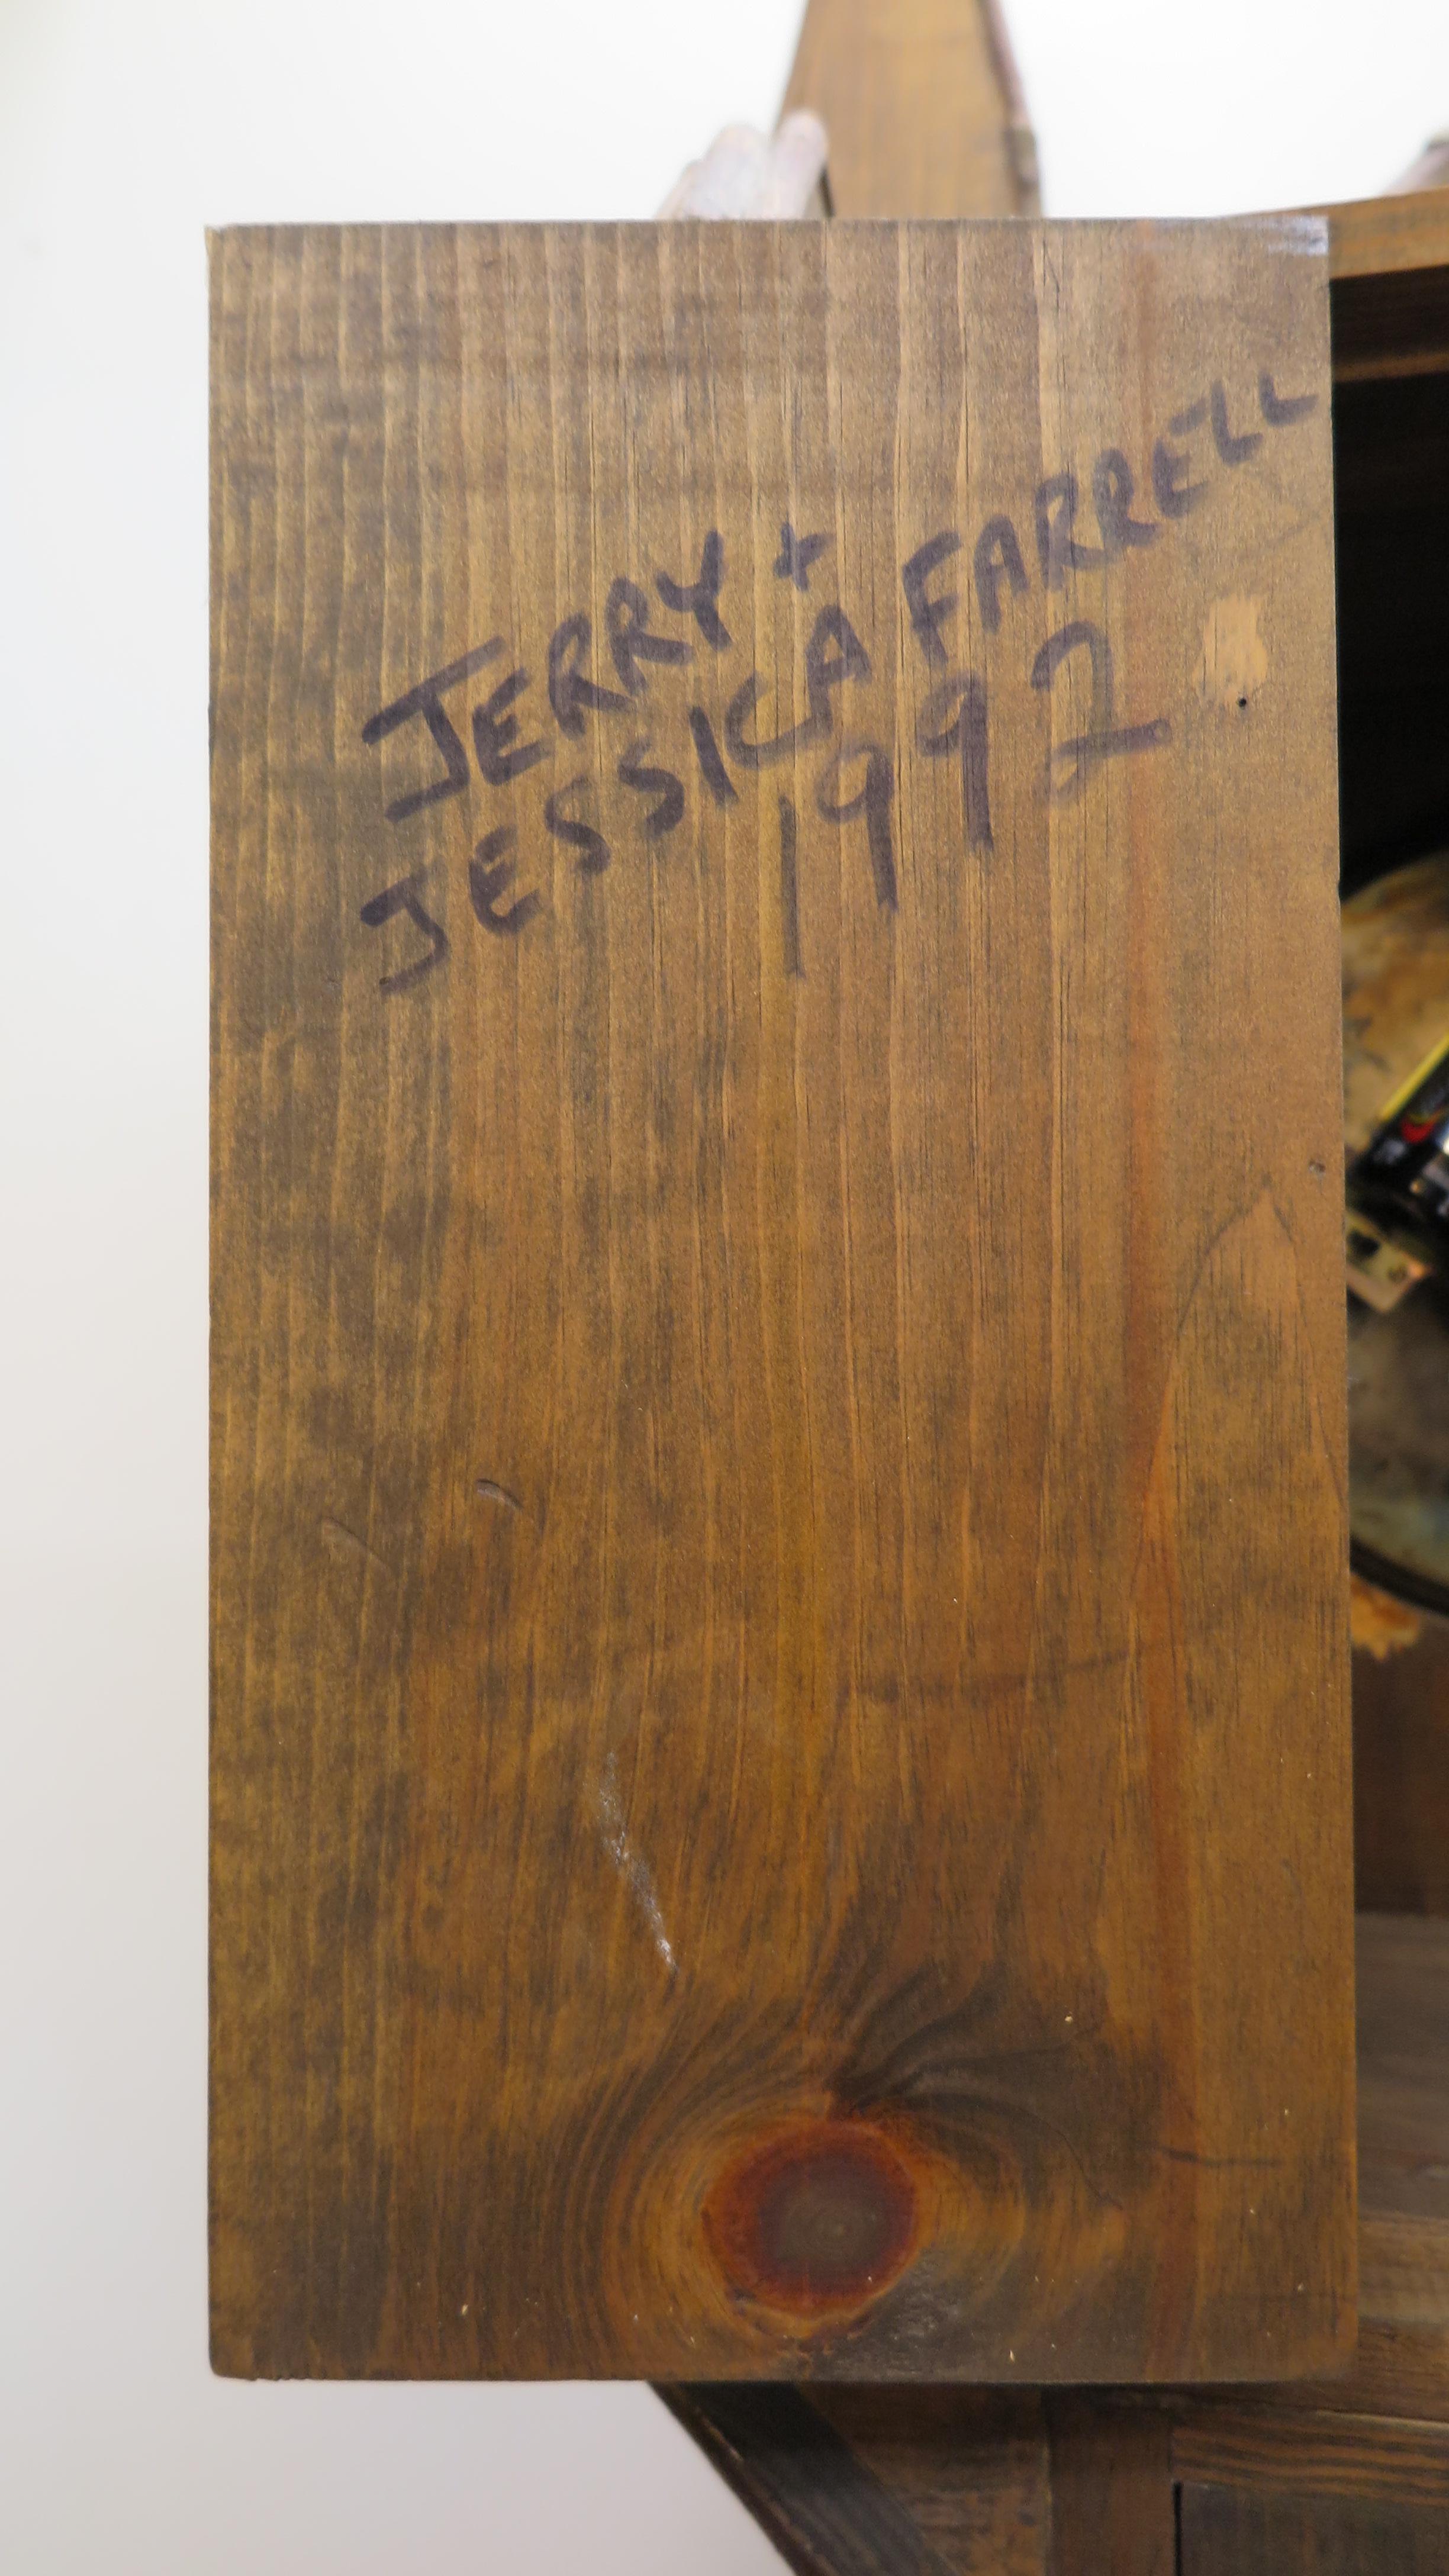 JERRY +
JESSICA FARRELL
1992